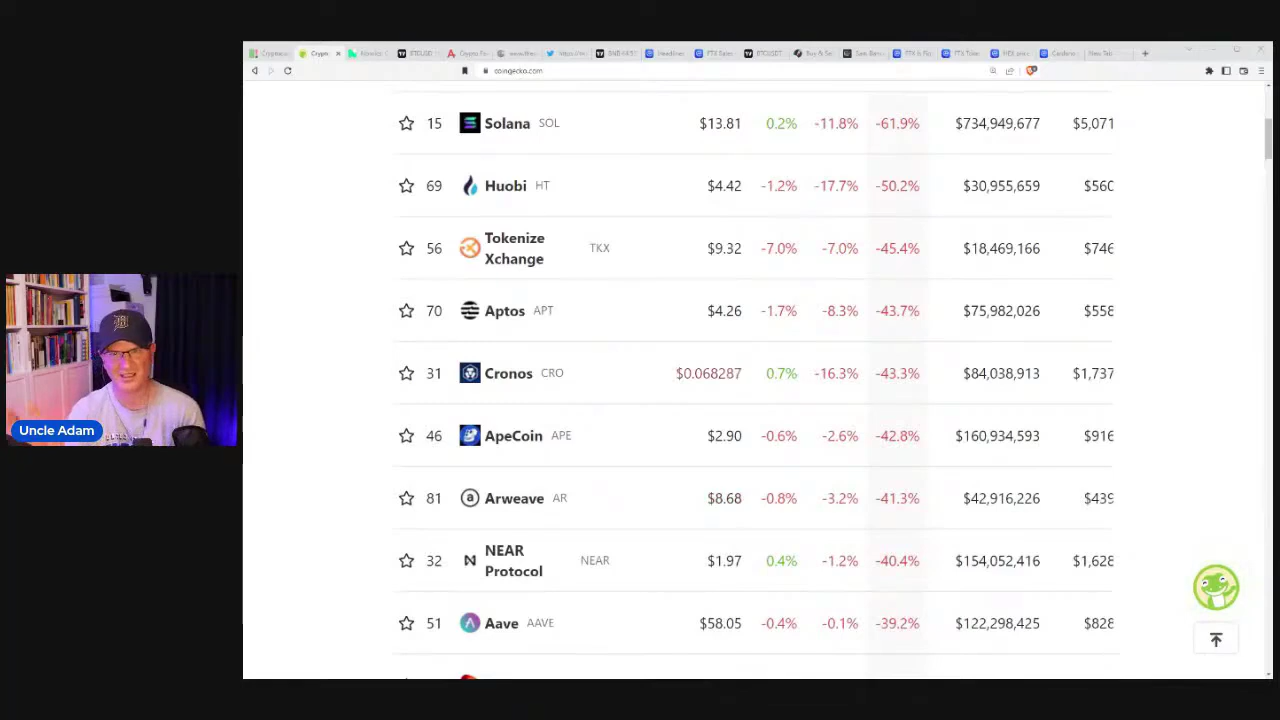 coingecko.com
15 Solana SOL $13.81 0.2% -11.8% -61.9% $734,949,677 $5,071
69 Huobi HT $4.42 -1.2% -17.7% -50.2% $30,955,659 $560
56 Tokenize Xchange TKX $9.32 -7.0% -7.0% -45.4% $18,469,166 $746
70 Aptos APT $4.26 -1.7% -8.3% -43.7% $75,982,026 $558
31 Cronos CRO $0.068287 0.7% -16.3% -43.3% $84,038,913 $1,737
46 ApeCoin APE $2.90 -0.6% -2.6% -42.8% $160,934,593 $916
81 Arweave AR $8.68 -0.8% -3.2% -41.3% $42,916,226 $439
32 NEAR Protocol NEAR $1.97 0.4% -1.2% -40.4% $154,052,416 $1,628
51 Aave AAVE $58.05 -0.4% -0.1% -39.2% $122,298,425 $828
Uncle Adam